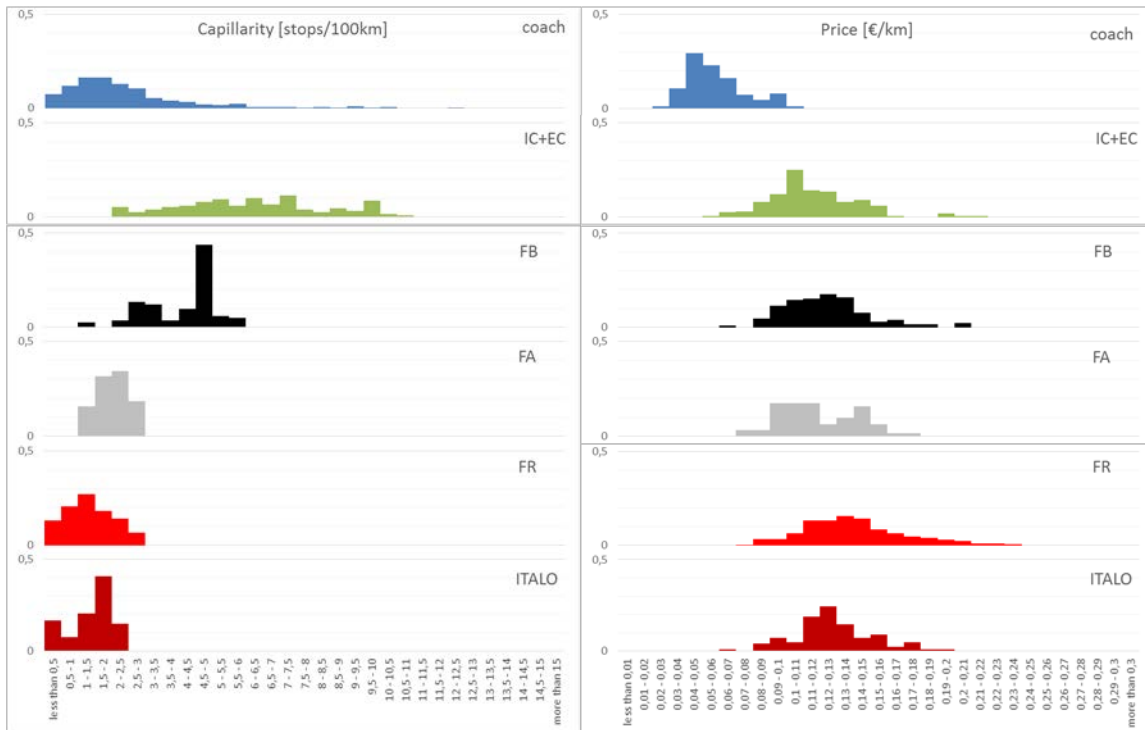 Capillarity [stops/100km]
coach
0,5
0
IC+EC
0,5
0
FB
0,5
0
FA
0,5
0
FR
0,5
0
ITALO
0,5
0
less than 0,5
0,5 - 1
1 - 1,5
1,5 - 2
2 - 2,5
2,5 - 3
3 - 3,5
3,5 - 4
4 - 4,5
4,5 - 5
5 - 5,5
5,5 - 6
6 - 6,5
6,5 - 7
7 - 7,5
7,5 - 8
8 - 8,5
8,5 - 9
9 - 9,5
9,5 - 10
10 - 10,5
10,5 - 11
11 - 11,5
11,5 - 12
12 - 12,5
12,5 - 13
13 - 13,5
13,5 - 14
14 - 14,5
14,5 - 15
more than 15
Price [€/km]
coach
0,5
0
IC+EC
0,5
0
FB
0,5
0
FA
0,5
0
FR
0,5
0
ITALO
0,5
0
less than 0,01
0,01 - 0,02
0,02 - 0,03
0,03 - 0,04
0,04 - 0,05
0,05 - 0,06
0,06 - 0,07
0,07 - 0,08
0,08 - 0,09
0,09 - 0,1
0,1 - 0,11
0,11 - 0,12
0,12 - 0,13
0,13 - 0,14
0,14 - 0,15
0,15 - 0,16
0,16 - 0,17
0,17 - 0,18
0,18 - 0,19
0,19 - 0,2
0,2 - 0,21
0,21 - 0,22
0,22 - 0,23
0,23 - 0,24
0,24 - 0,25
0,25 - 0,26
0,26 - 0,27
0,27 - 0,28
0,28 - 0,29
0,29 - 0,3
more than 0,3